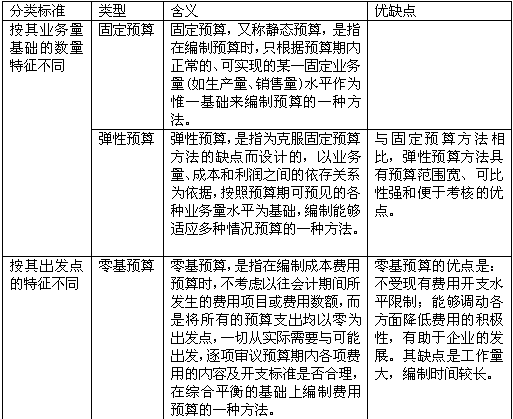 分类标准 类型 含义 优缺点
按其业务量
基础的数量
特征不同
固定预算
固定预算，又称静态预算，是指
在编制预算时，只根据预算期内
正常的、可实现的某一固定业务
量(如生产量、销售量)水平作为
惟一基础来编制预算的一种方
法。
弹性预算
弹性预算，是指为克服固定预算
方法的缺点而设计的，以业务
量、成本和利润之间的依存关系
为依据，按照预算期可预见的各
种业务量水平为基础，编制能够
适应多种情况预算的一种方法。
与固定预算方法相
比，弹性预算方法具
有预算范围宽、可比
性强和便于考核的优
点。
按其出发点
的特征不同
零基预算
零基预算，是指在编制成本费用
预算时，不考虑以往会计期间所
发生的费用项目或费用数额，而
是将所有的预算支出均以零为
出发点，一切从实际需要与可能
出发，逐项审议预算期内各项费
用的内容及开支标准是否合理，
在综合平衡的基础上编制费用
预算的一种方法。
零基预算的优点是：
不受现有费用开支水
平限制；能够调动各
方面降低费用的积极
性，有助于企业的发
展。其缺点是工作量
大，编制时间较长。